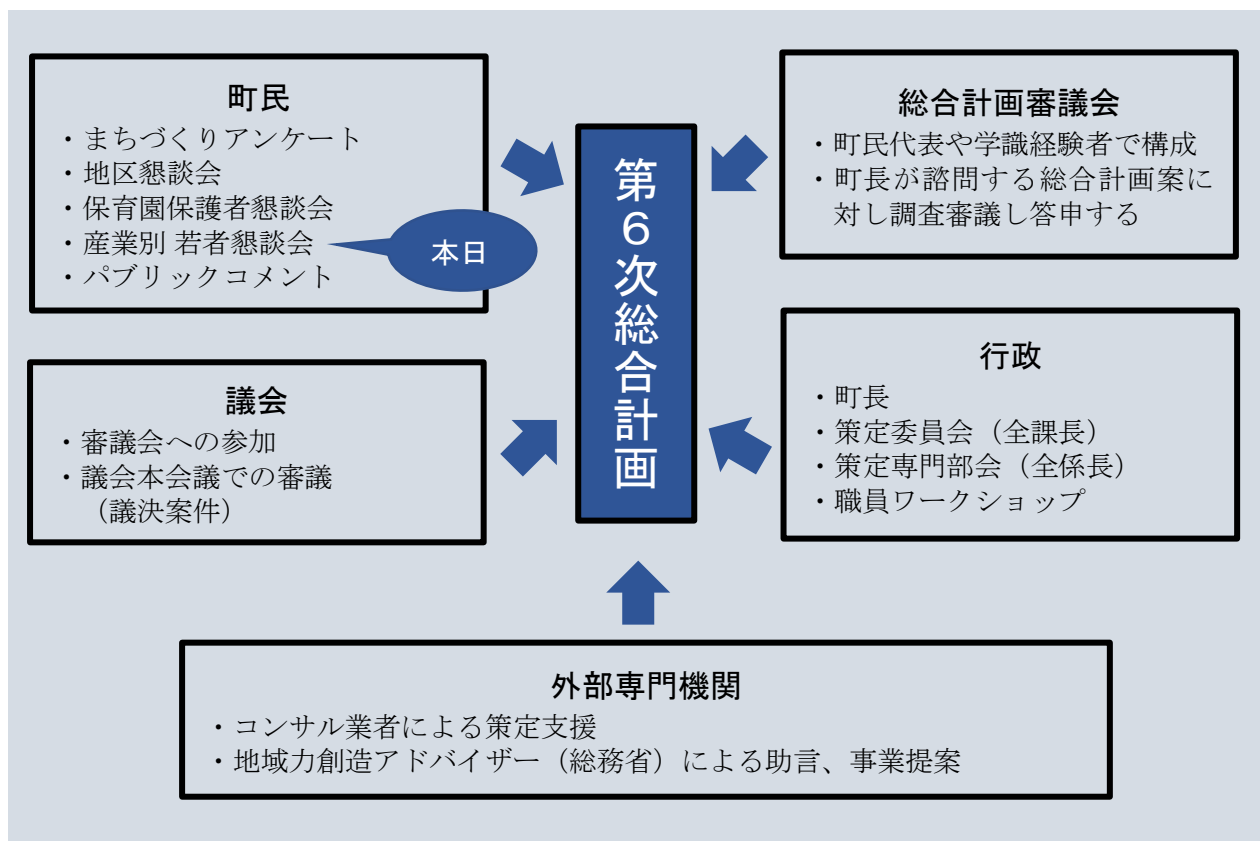 町民
・まちづくりアンケート
・地区懇談会
・保育園保護者懇談会
・産業別 若者懇談会
・パブリックコメント
本日
議会
・審議会への参加
・議会本会議での審議
（議決案件）
第６次総合計画
総合計画審議会
・町民代表や学識経験者で構成
・町長が諮問する総合計画案に
対し調査審議し答申する
行政
・町長
・策定委員会（全課長）
・策定専門部会（全係長）
・職員ワークショップ
外部専門機関
・コンサル業者による策定支援
・地域力創造アドバイザー（総務省）による助言、事業提案